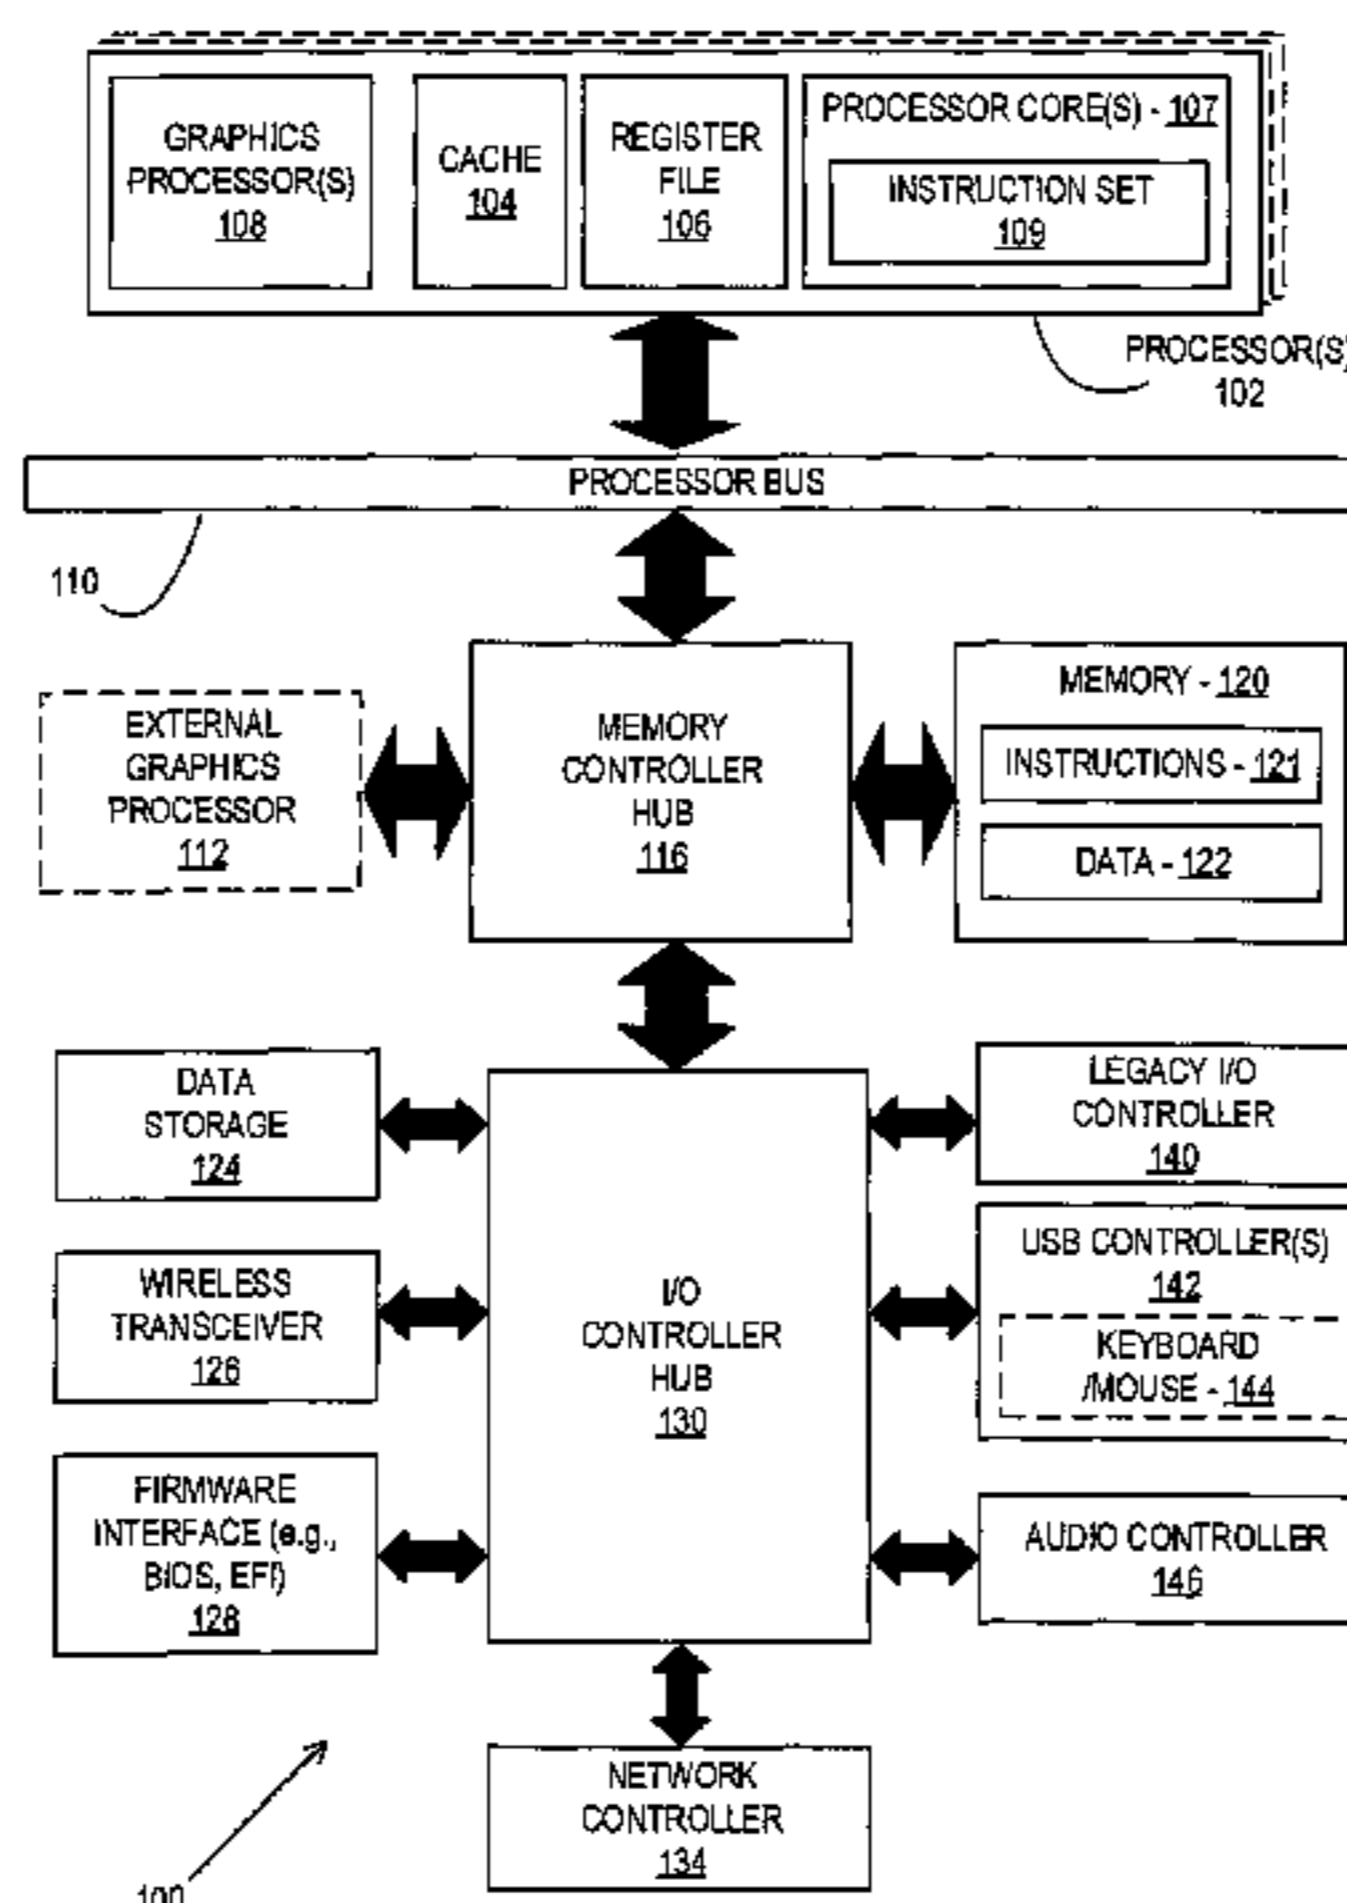 GRAPHICS
PROCESSOR(S)
108
CACHE
104
REGISTER
FILE
106
PROCESSOR CORE(S) - 107
INSTRUCTION SET
109
PROCESSOR(S)
102
PROCESSOR BUS
110
EXTERNAL
GRAPHICS
PROCESSOR
112
MEMORY
CONTROLLER
HUB
116
MEMORY - 120
INSTRUCTIONS - 121
DATA - 122
DATA
STORAGE
124
WIRELESS
TRANSCEIVER
126
FIRMWARE
INTERFACE (e.g.,
BIOS, EFI)
128
I/O
CONTROLLER
HUB
130
LEGACY I/O
CONTROLLER
140
USB CONTROLLER(S)
142
KEYBOARD
/MOUSE - 144
AUDIO CONTROLLER
146
NETWORK
CONTROLLER
134
100